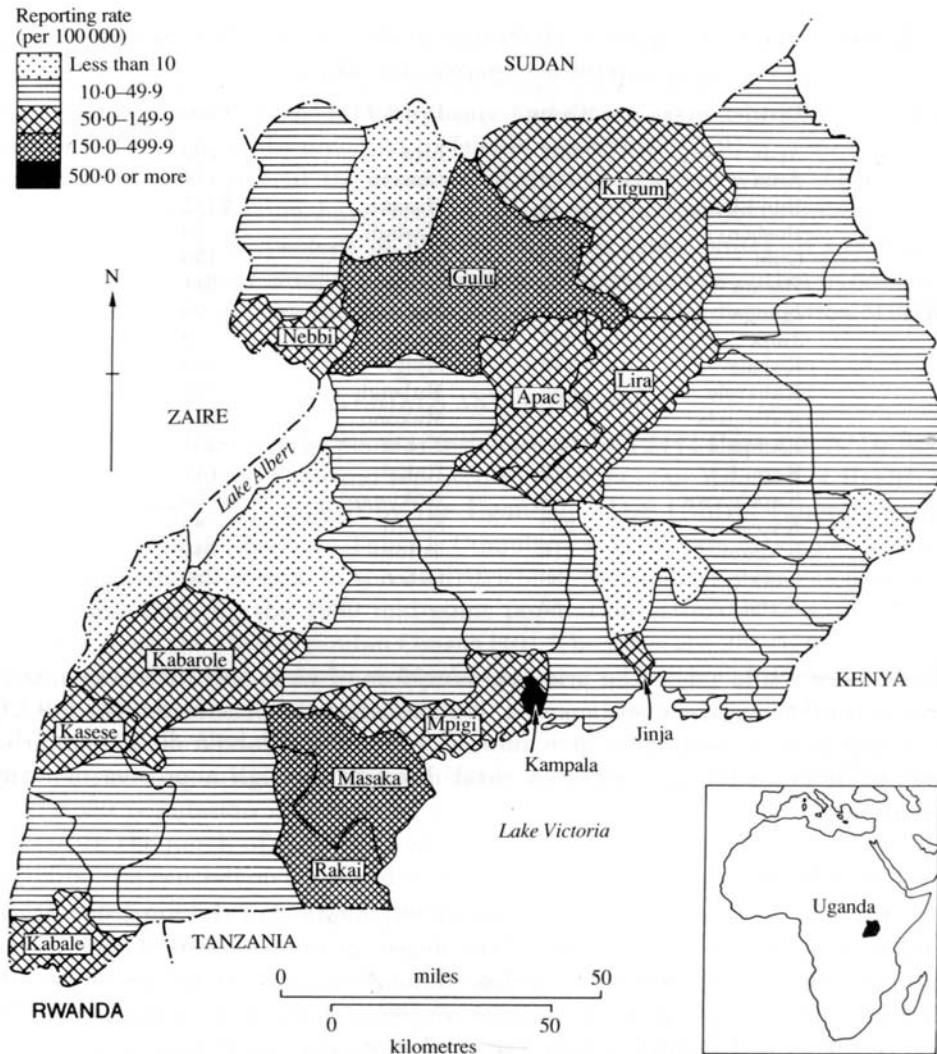 Reporting rate
(per 100 000)
Less than 10
10·0–49·9
50·0–149·9
150·0–499·9
500·0 or more
SUDAN
Kitgum
N
Gulu
Nebbi
Lira
Apac
ZAIRE
Lake Albert
Kabarole
KENYA
Kasese
Mpigi
Jinja
Kampala
Masaka
Lake Victoria
Rakai
Uganda
Kabale
TANZANIA
RWANDA
0 miles 50
0 50
kilometres